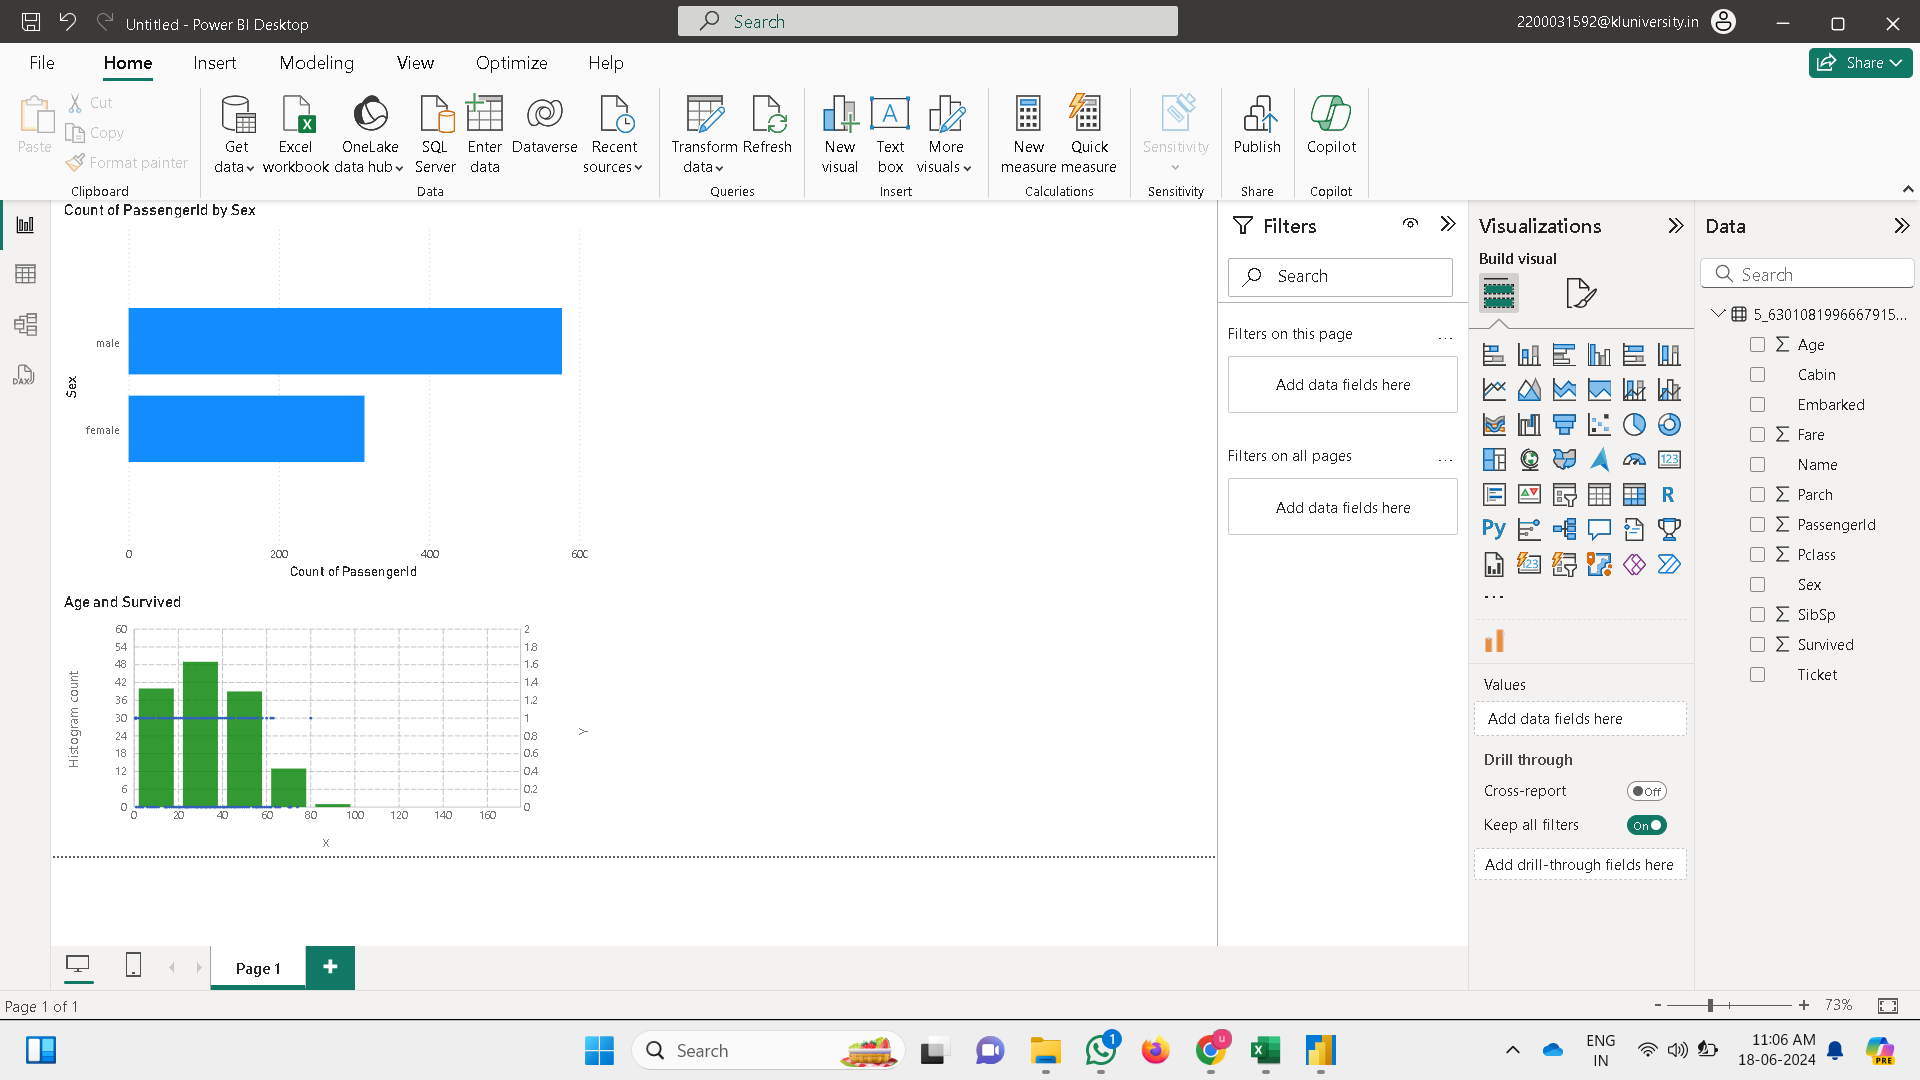 Untitled - Power BI Desktop
Search
2200031592@kluniversity.in
File Home Insert Modeling View Optimize Help
Share
Paste
Cut
Copy
Format painter
Clipboard
Get data
Excel workbook
OneLake data hub
SQL Server
Enter data
Dataverse
Recent sources
Data
Transform data
Refresh
Queries
New visual
Text box
More visuals
Insert
New measure
Quick measure
Calculations
Sensitivity
Sensitivity
Publish
Share
Copilot
Copilot
DAX
Count of PassengerId by Sex
Sex
male
female
0 200 400 600
Count of PassengerId
Age and Survived
Histogram count
60
54
48
42
36
30
24
18
12
6
0
2
1.8
1.6
1.4
1.2
1
0.8
0.6
0.4
0.2
0
Y
0 20 40 60 80 100 120 140 160
X
Filters
Search
Filters on this page ...
Add data fields here
Filters on all pages ...
Add data fields here
Visualizations
Build visual
123
R
Py
123
...
Values
Add data fields here
Drill through
Cross-report Off
Keep all filters On
Add drill-through fields here
Data
Search
5_6301081996667915...
Age
Cabin
Embarked
Fare
Name
Parch
PassengerId
Pclass
Sex
SibSp
Survived
Ticket
Page 1
Page 1 of 1
- + 73%
Search
1
u
ENG
IN
11:06 AM
18-06-2024
PRE